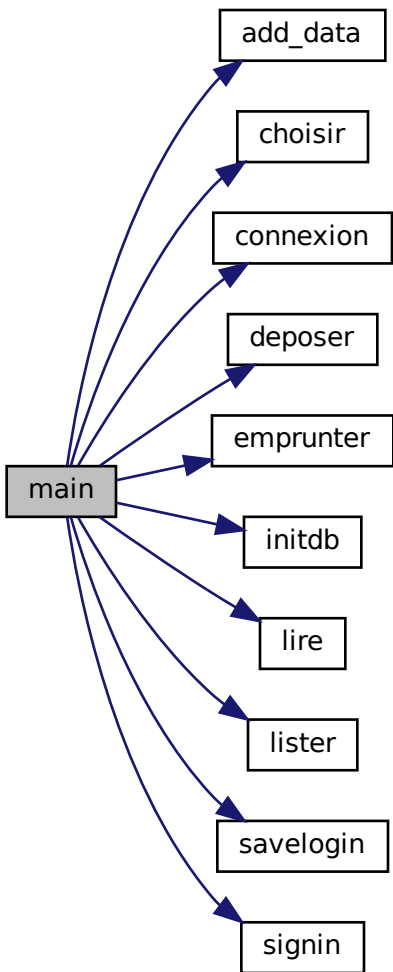 add_data
choisir
connexion
deposer
emprunter
main
initdb
lire
lister
savelogin
signin